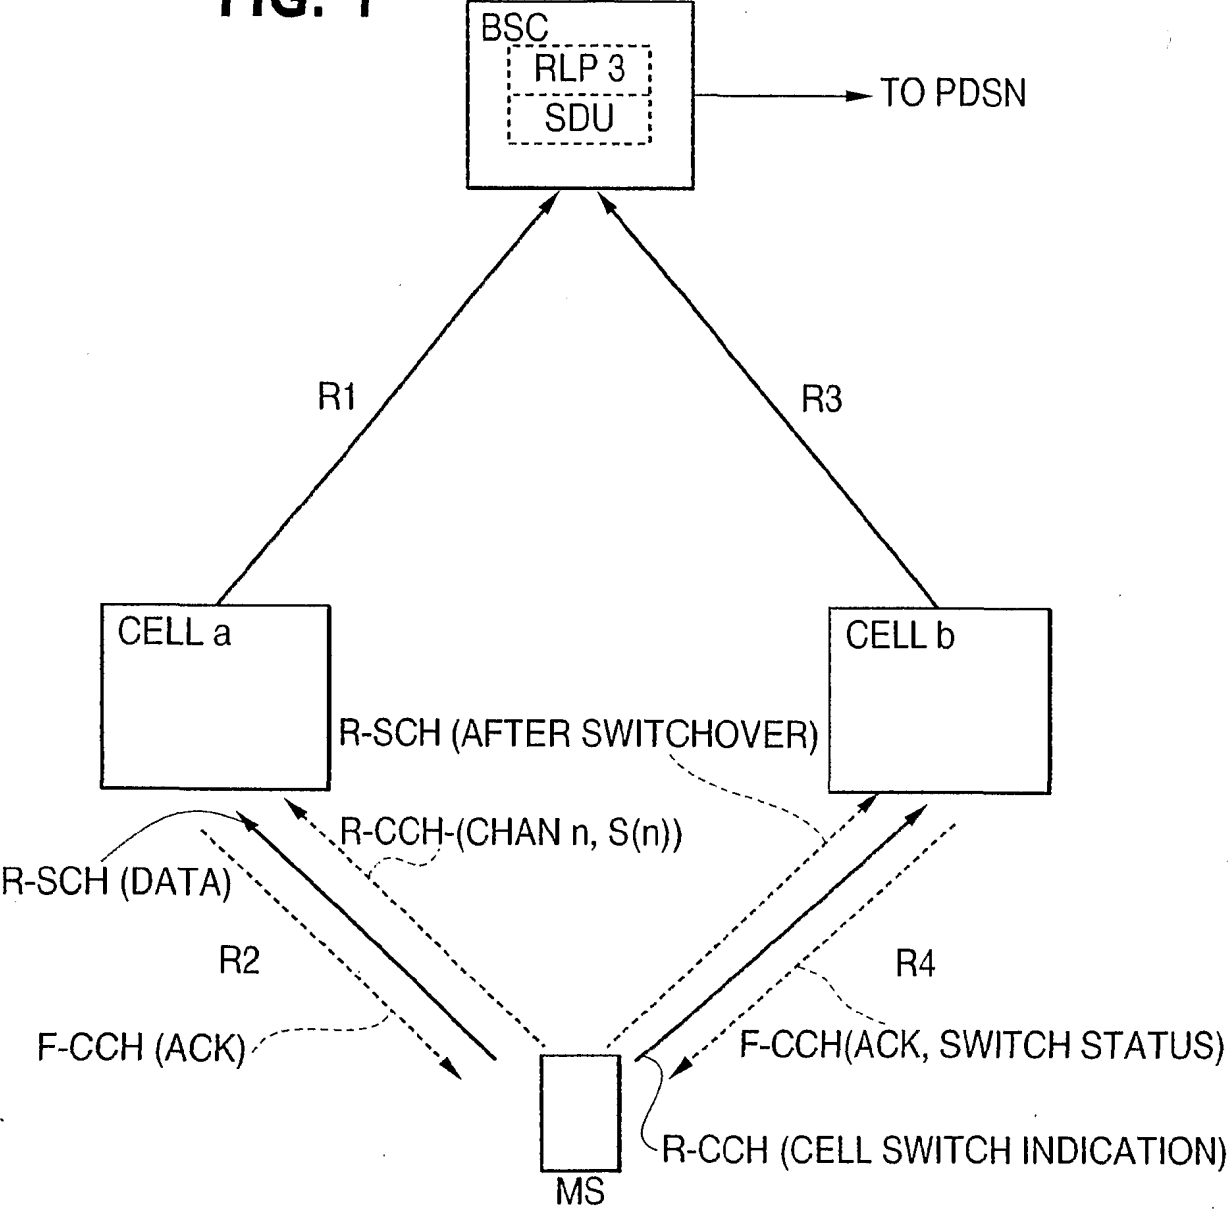 FIG. 1
BSC
RLP 3
SDU
TO PDSN
R1
R3
CELL a
CELL b
R-SCH (AFTER SWITCHOVER)
R-CCH-(CHAN n, S(n))
R-SCH (DATA)
R2
R4
F-CCH (ACK)
F-CCH(ACK, SWITCH STATUS)
R-CCH (CELL SWITCH INDICATION)
MS